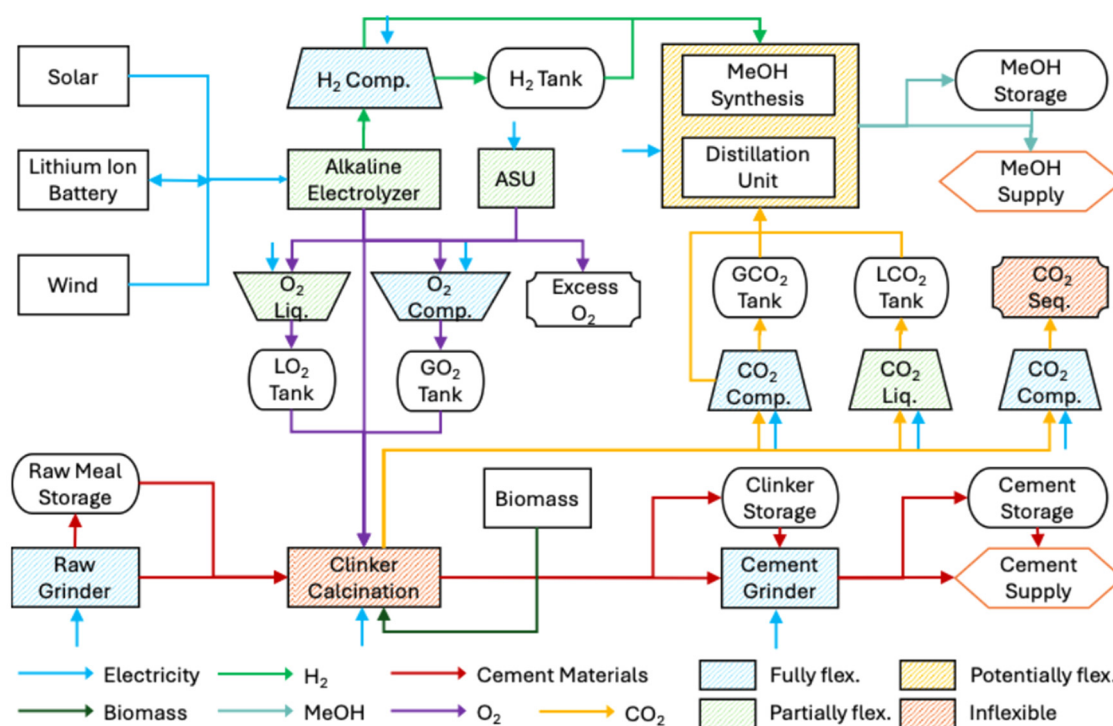 Solar
Lithium Ion
Battery
Wind
H₂ Comp.
H₂ Tank
Alkaline
Electrolyzer
ASU
MeOH
Synthesis
Distillation
Unit
MeOH
Storage
MeOH
Supply
O₂
Liq.
O₂
Comp.
Excess
O₂
LO₂
Tank
GO₂
Tank
GCO₂
Tank
LCO₂
Tank
CO₂
Seq.
CO₂
Comp.
CO₂
Liq.
CO₂
Comp.
Raw Meal
Storage
Biomass
Clinker
Storage
Cement
Storage
Raw
Grinder
Clinker
Calcination
Cement
Grinder
Cement
Supply
Electricity
H₂
Cement Materials
Fully flex.
Potentially flex.
Biomass
MeOH
O₂
CO₂
Partially flex.
Inflexible